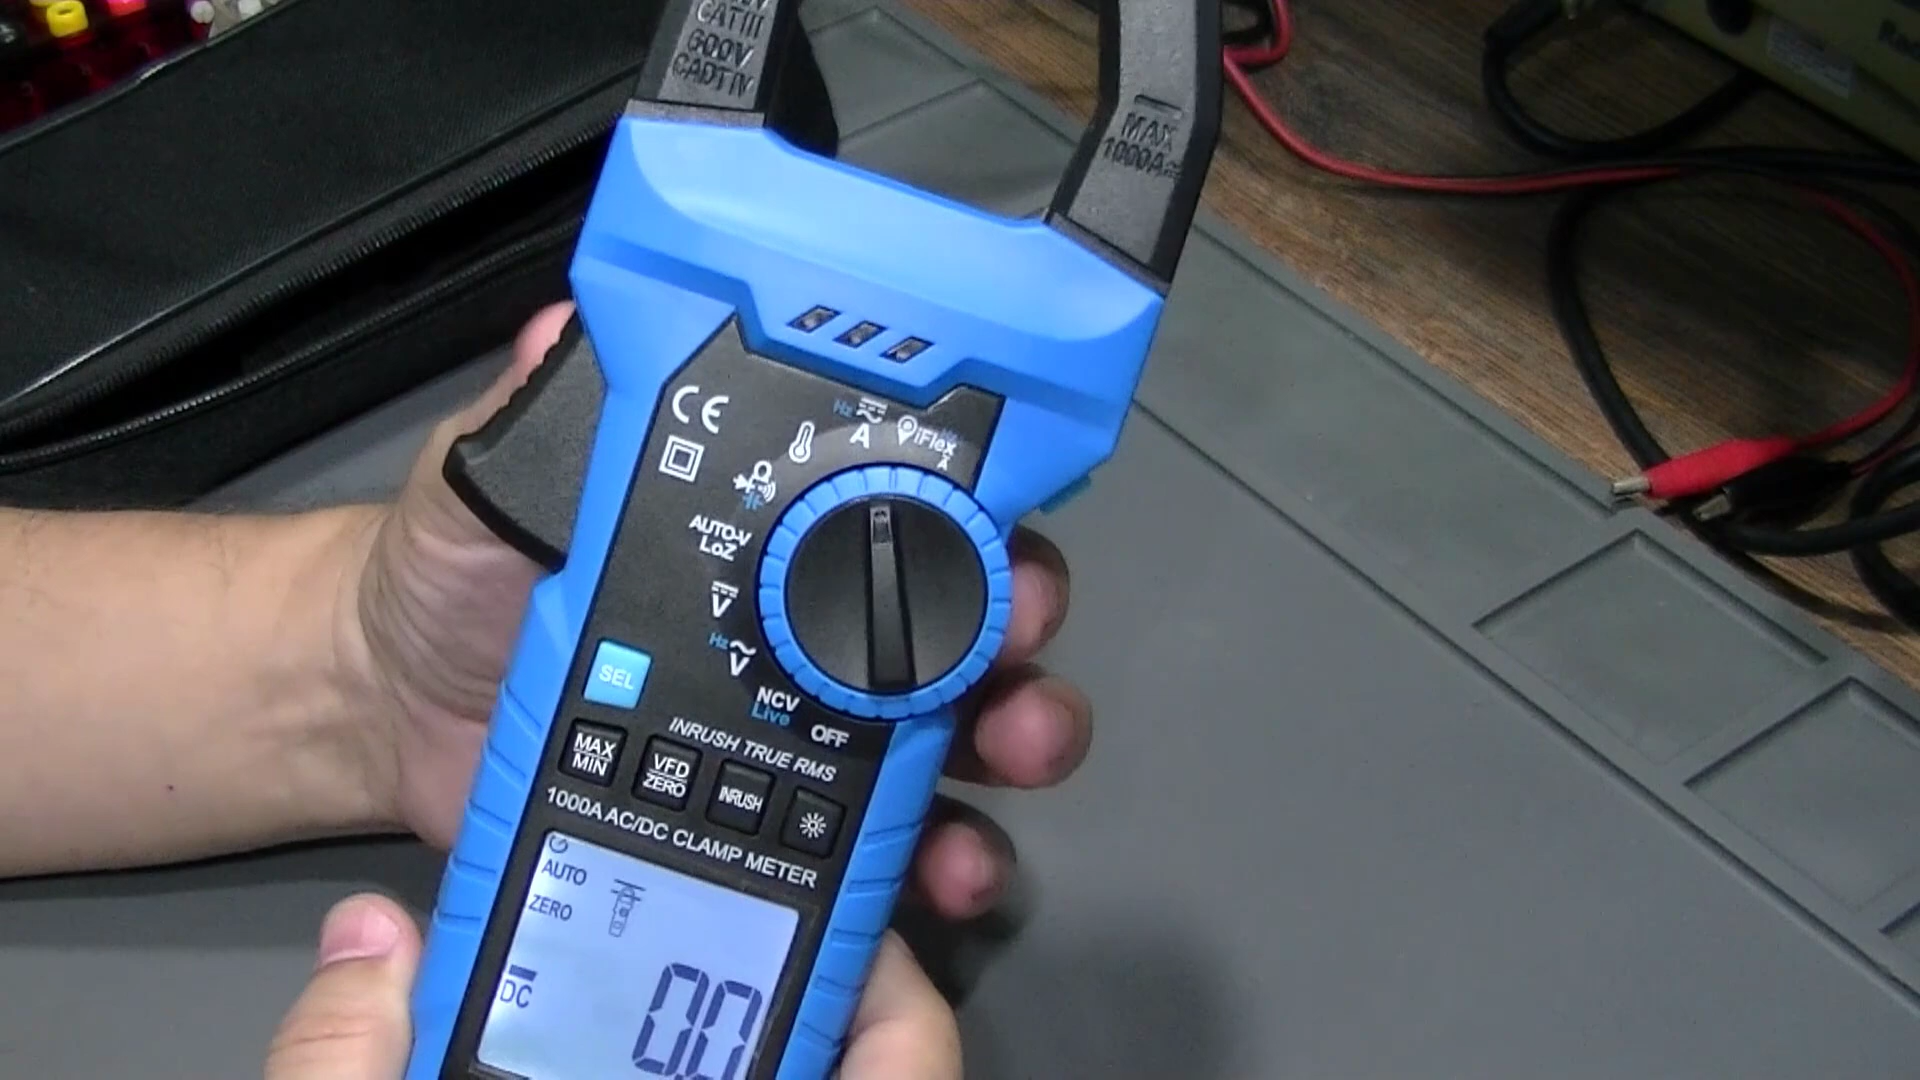 CAT III
600V
CAT IV
MAX
1000A
CE
Hz
A
iFlex
A
AUTO-V
LoZ
V
Hz
V
NCV
Live
OFF
SEL
INRUSH TRUE RMS
MAX
MIN
VFD
ZERO
INRUSH
1000A AC/DC CLAMP METER
AUTO
ZERO
DC
0.0